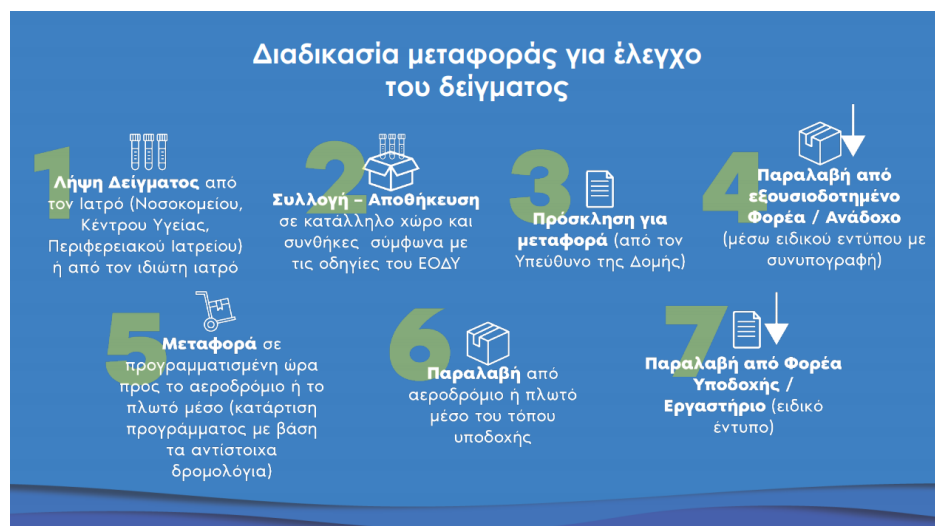 Διαδικασία μεταφοράς για έλεγχο
του δείγματος
1
Λήψη Δείγματος από
τον Ιατρό (Νοσοκομείου,
Κέντρου Υγείας,
Περιφερειακού Ιατρείου)
ή από τον ιδιώτη ιατρό
2
Συλλογή – Αποθήκευση
σε κατάλληλο χώρο και
συνθήκες σύμφωνα με
τις οδηγίες του ΕΟΔΥ
3
Πρόσκληση για
μεταφορά (από τον
Υπεύθυνο της Δομής)
4
Παραλαβή από
εξουσιοδοτημένο
Φορέα / Ανάδοχο
(μέσω ειδικού εντύπου με
συνυπογραφή)
5
Μεταφορά σε
προγραμματισμένη ώρα
προς το αεροδρόμιο ή το
πλωτό μέσο (κατάρτιση
προγράμματος με βάση
τα αντίστοιχα
δρομολόγια)
6
Παραλαβή από
αεροδρόμιο ή πλωτό
μέσο του τόπου
υποδοχής
7
Παραλαβή από Φορέα
Υποδοχής /
Εργαστήριο (ειδικό
έντυπο)